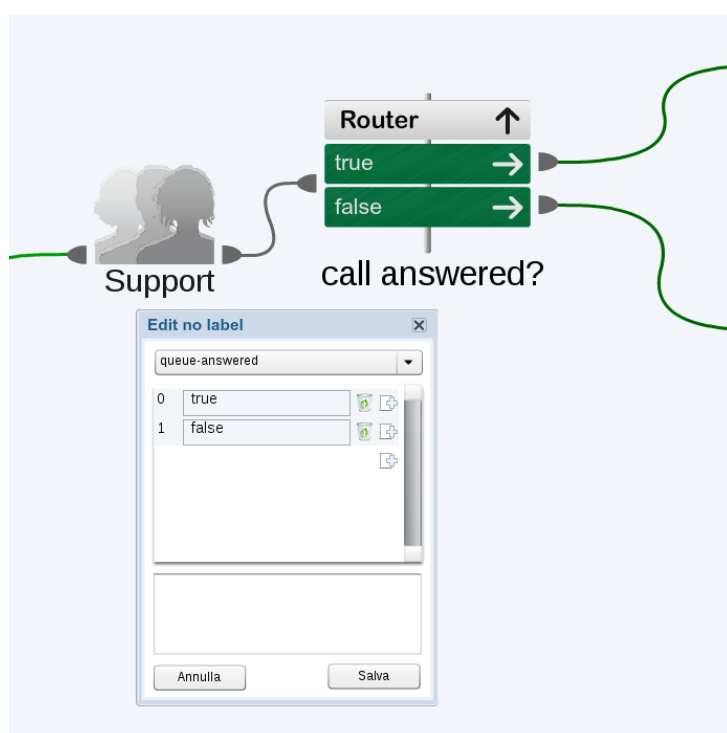 Router
true
false
Support
call answered?
Edit no label
queue-answered
0 true
1 false
Annulla Salva